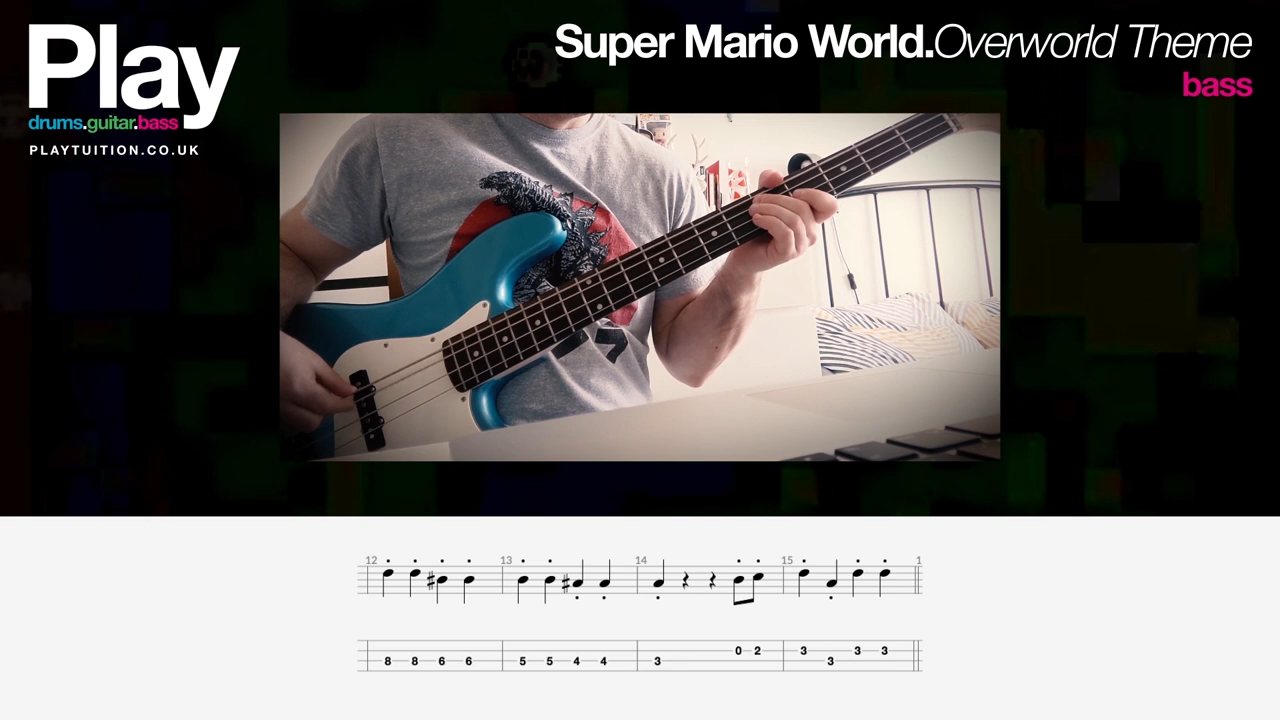 Play
drums.guitar.bass
PLAYTUITION.CO.UK
Super Mario World.Overworld Theme
bass
12 13 14 15 1
0 2 3 3 3
8 8 6 6 5 5 4 4 3 3